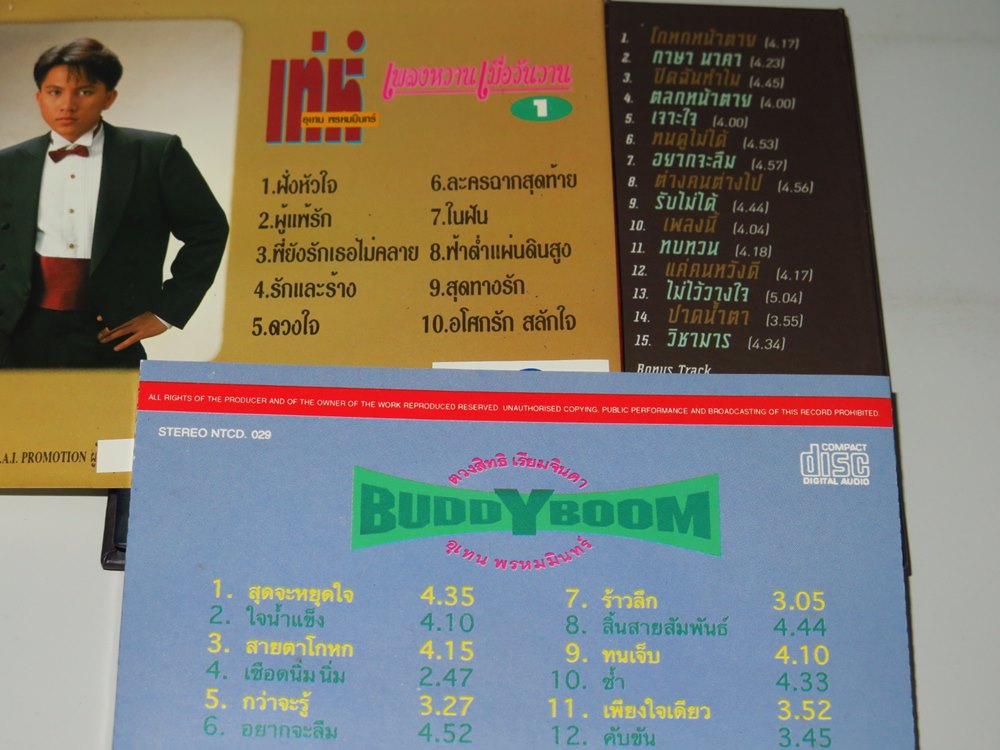 เท่ห์
อุเทน พรหมมินทร์
เพลงหวานเมื่อวันวาน
1
1.ฝั่งหัวใจ
2.ผู้แพ้รัก
3.พี่ยังรักเธอไม่คลาย
4.รักและร้าง
5.ดวงใจ
6.ละครฉากสุดท้าย
7.ในฝัน
8.ฟ้าต่ำแผ่นดินสูง
9.สุดทางรัก
10.อโศกรัก สลักใจ
.A.I. PROMOTION
1. โกหกหน้าตาย (4.17)
2. ภาษา นาคา (4.23)
3. ปิดฉันทำไม (4.45)
4. ตลกหน้าตาย (4.00)
5. เจาะใจ (4.00)
6. ทนดูไม่ได้ (4.53)
7. อยากจะลืม (4.57)
8. ต่างคนต่างไป (4.56)
9. รับไม่ได้ (4.44)
10. เพลงนี้ (4.04)
11. ทบทวน (4.18)
12. แค่คนหวังดี (4.17)
13. ไม่ไว้วางใจ (5.04)
14. ปาดน้ำตา (3.55)
15. วิชามาร (4.34)
Bonus Track
ALL RIGHTS OF THE PRODUCER AND OF THE OWNER OF THE WORK REPRODUCED RESERVED. UNAUTHORISED COPYING. PUBLIC PERFORMANCE AND BROADCASTING OF THIS RECORD PROHIBITED.
STEREO NTCD. 029
COMPACT
disc
DIGITAL AUDIO
ดวงสิทธิ เรียมจินดา
BUDDYBOOM
อุเทน พรหมมินทร์
1. สุดจะหยุดใจ 4.35
2. ใจน้ำแข็ง 4.10
3. สายตาโกหก 4.15
4. เชือดนิ่มนิ่ม 2.47
5. กว่าจะรู้ 3.27
6. อยากจะลืม 4.52
7. ร้าวลึก 3.05
8. สิ้นสายสัมพันธ์ 4.44
9. ทนเจ็บ 4.10
10. ช้ำ 4.33
11. เพียงใจเดียว 3.52
12. คับขัน 3.45